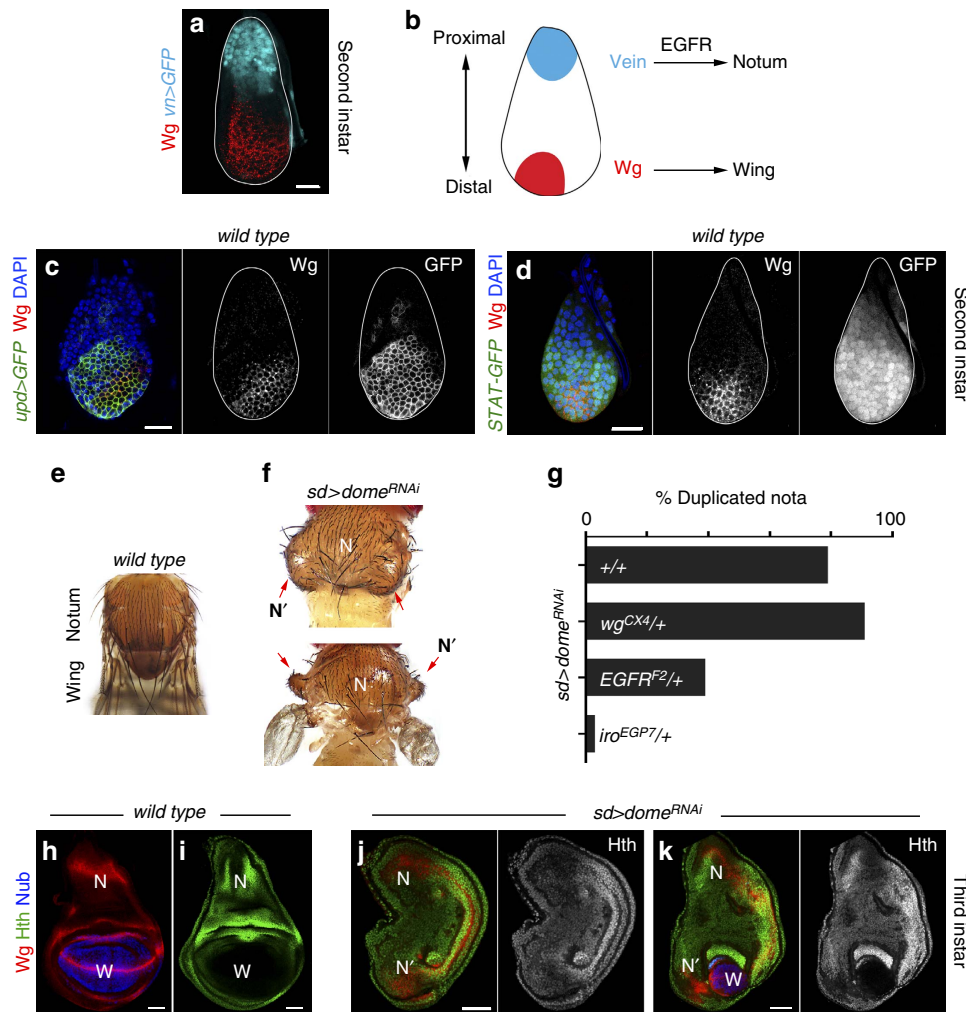 a
Wg vn>GFP
Second instar
b
Proximal
Distal
Vein
EGFR
Notum
Wg
Wing
wild type
c
upd>GFP Wg DAPI
Wg
GFP
wild type
d
STAT-GFP Wg DAPI
Wg
GFP
Second instar
e
wild type
Notum
Wing
f
sd>dome^RNAi
N
N′
N
N′
g
% Duplicated nota
0
100
sd>dome^RNAi
+/+
wg^CX4/+
EGFR^F2/+
iro^EGP7/+
wild type
h
Wg Hth Nub
N
W
i
N
W
sd>dome^RNAi
j
N
N′
Hth
k
N
N′
W
Hth
Third instar